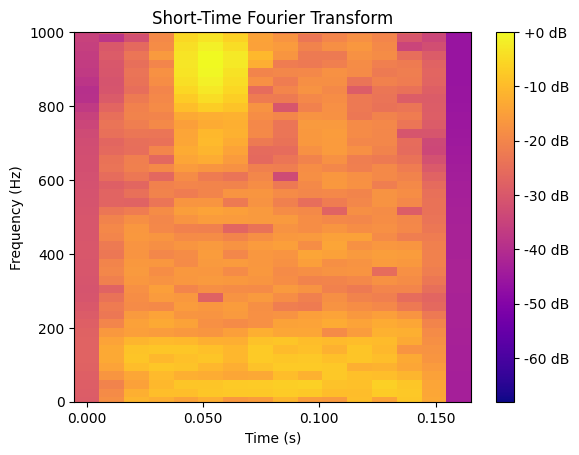 Short-Time Fourier Transform
1000
800
600
400
200
0
Frequency (Hz)
0.000
0.050
0.100
0.150
Time (s)
+0 dB
-10 dB
-20 dB
-30 dB
-40 dB
-50 dB
-60 dB